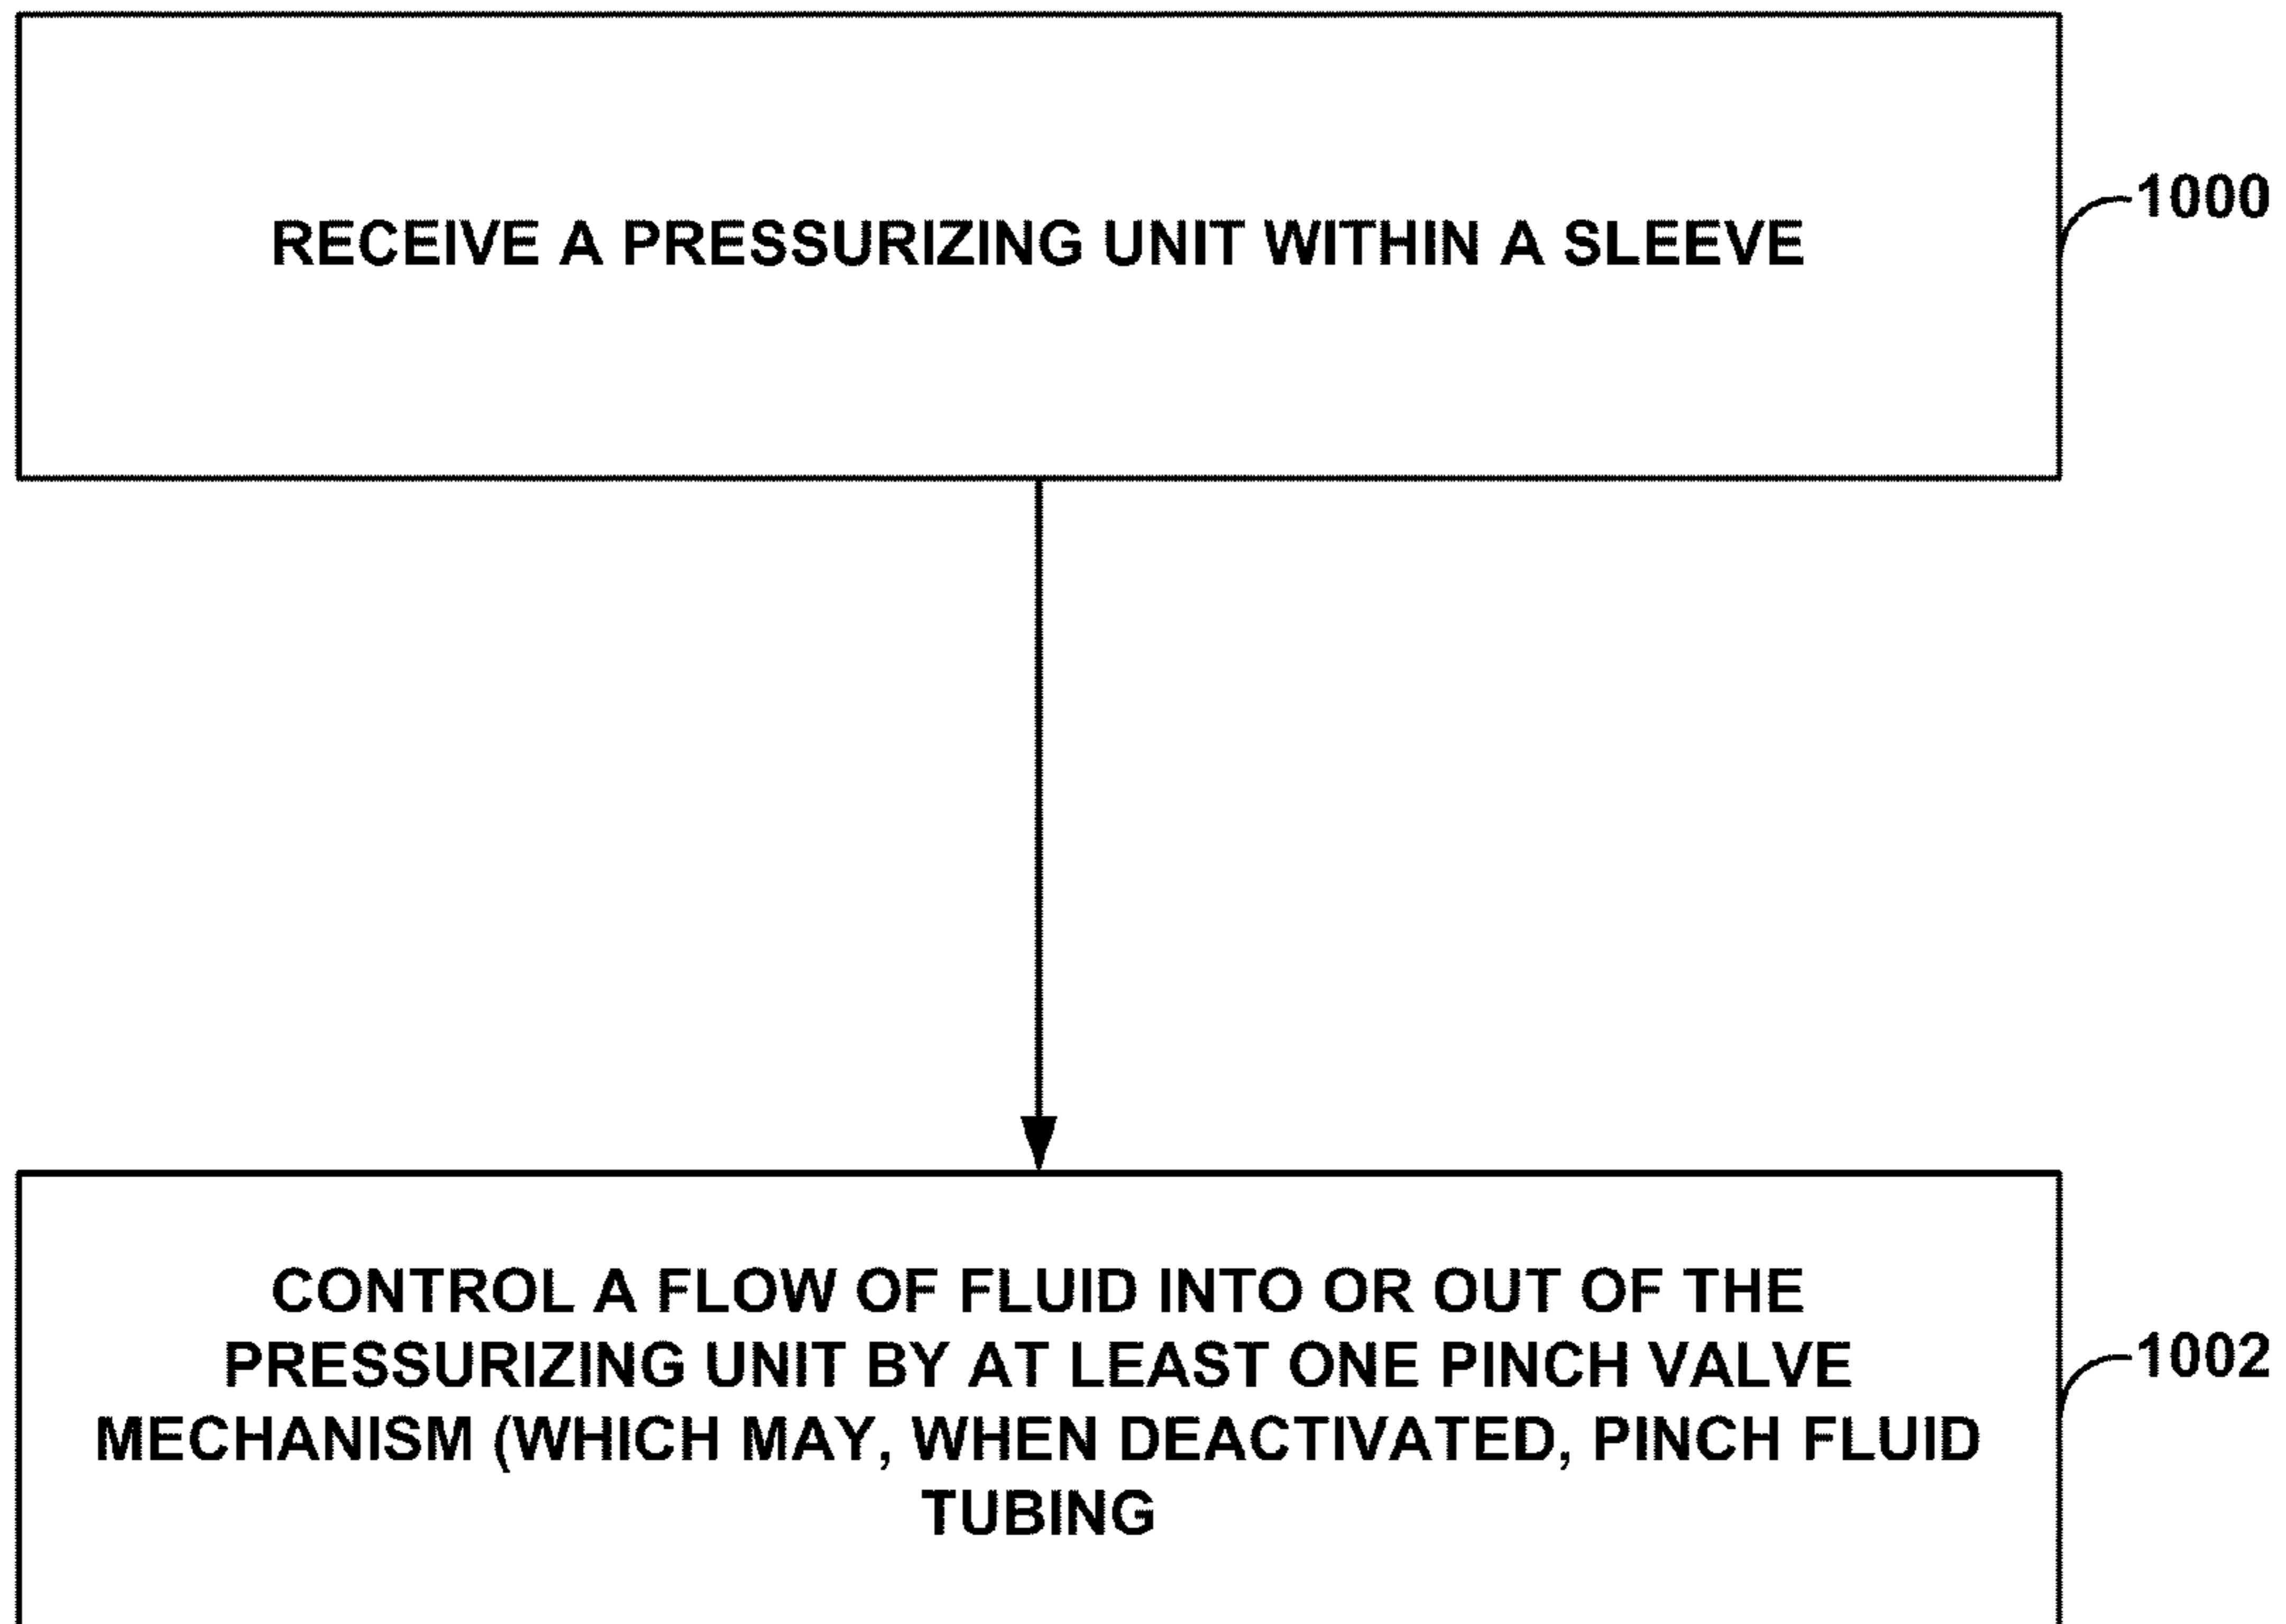 RECEIVE A PRESSURIZING UNIT WITHIN A SLEEVE
1000
CONTROL A FLOW OF FLUID INTO OR OUT OF THE
PRESSURIZING UNIT BY AT LEAST ONE PINCH VALVE
MECHANISM (WHICH MAY, WHEN DEACTIVATED, PINCH FLUID
TUBING
1002